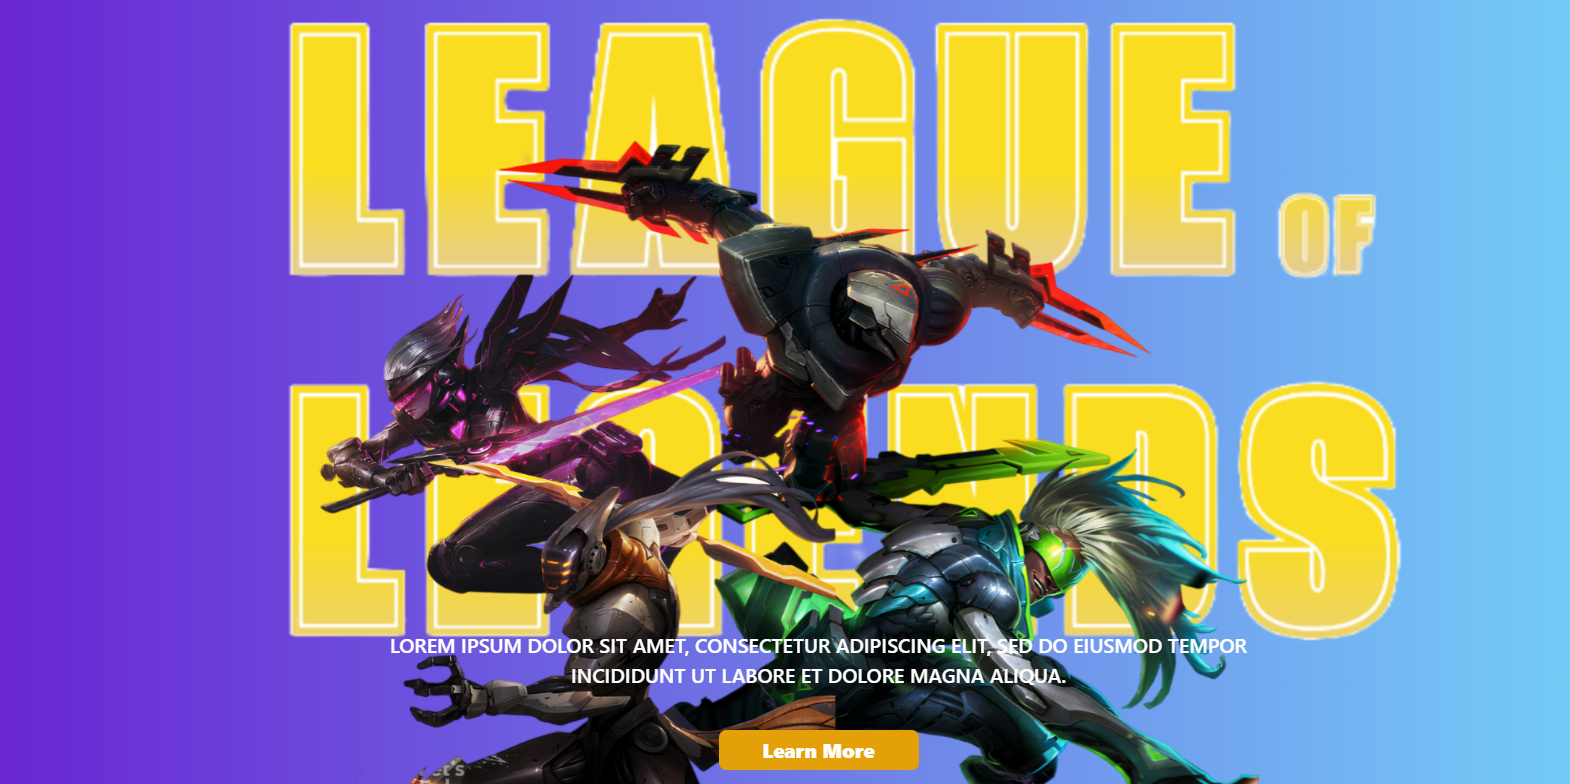 LEAGUE OF
LEGENDS
LOREM IPSUM DOLOR SIT AMET, CONSECTETUR ADIPISCING ELIT, SED DO EIUSMOD TEMPOR
INCIDIDUNT UT LABORE ET DOLORE MAGNA ALIQUA.
Learn More